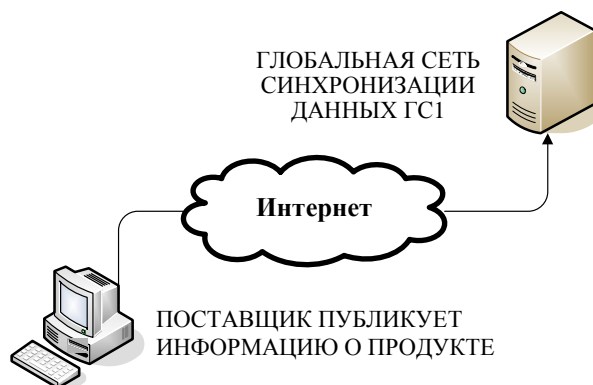 ГЛОБАЛЬНАЯ СЕТЬ
СИНХРОНИЗАЦИИ
ДАННЫХ ГС1
Интернет
ПОСТАВЩИК ПУБЛИКУЕТ
ИНФОРМАЦИЮ О ПРОДУКТЕ